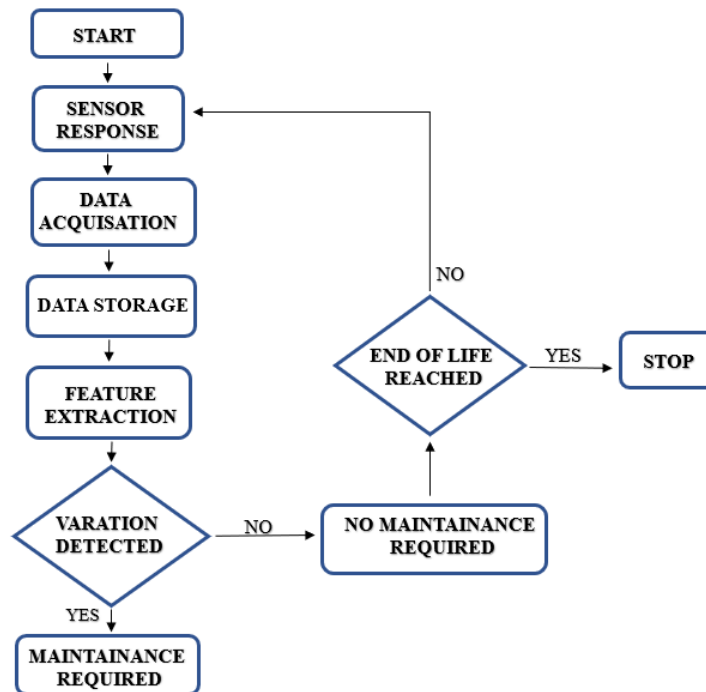 START
SENSOR
RESPONSE
DATA
ACQUISATION
DATA STORAGE
FEATURE
EXTRACTION
VARATION
DETECTED
YES
MAINTAINANCE
REQUIRED
NO
NO MAINTAINANCE
REQUIRED
END OF LIFE
REACHED
NO
YES
STOP